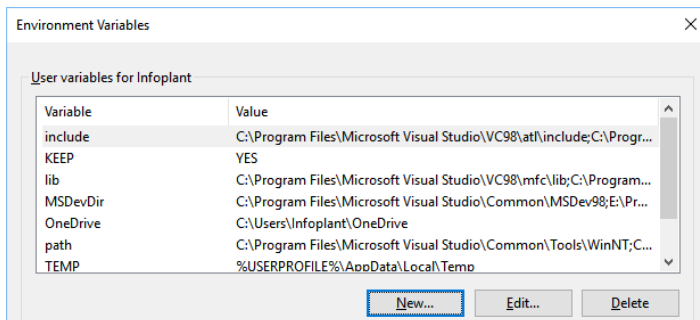 Environment Variables
User variables for Infoplant
Variable Value
include C:\Program Files\Microsoft Visual Studio\VC98\atl\include;C:\Progr...
KEEP YES
lib C:\Program Files\Microsoft Visual Studio\VC98\mfc\lib;C:\Program...
MSDevDir C:\Program Files\Microsoft Visual Studio\Common\MSDev98;E:\Pr...
OneDrive C:\Users\Infoplant\OneDrive
path C:\Program Files\Microsoft Visual Studio\Common\Tools\WinNT;C...
TEMP %USERPROFILE%\AppData\Local\Temp
New... Edit... Delete